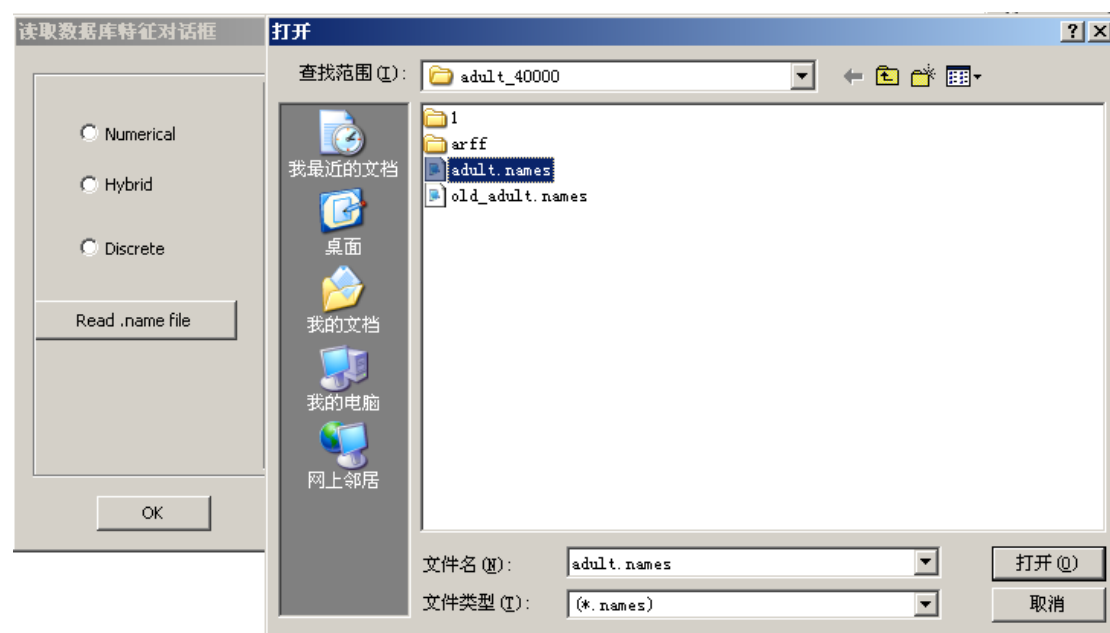 读取数据库特征对话框
Numerical
Hybrid
Discrete
Read .name file
OK
打开
查找范围(I):
adult_40000
我最近的文档
桌面
我的文档
我的电脑
网上邻居
1
arff
adult.names
old_adult.names
文件名(N):
adult.names
打开(O)
文件类型(T):
(*.names)
取消